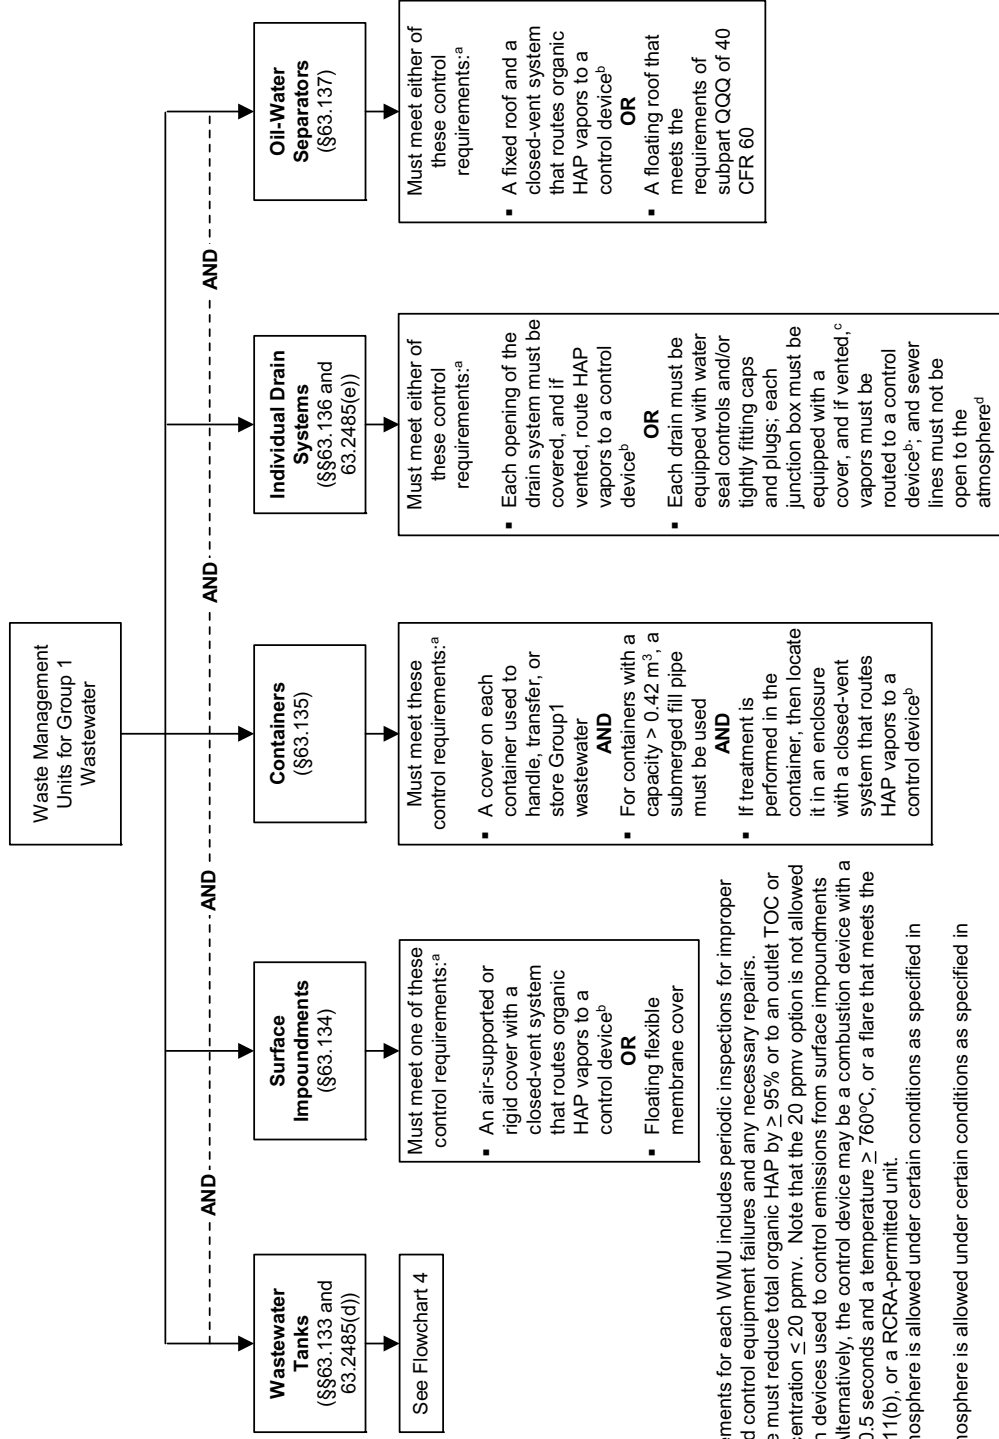 Waste Management
Units for Group 1
Wastewater
AND
AND
AND
AND
Wastewater
Tanks
(§§63.133 and
63.2485(d))
See Flowchart 4
Surface
Impoundments
(§63.134)
Must meet one of these
control requirements:a
▪ An air-supported or
rigid cover with a
closed-vent system
that routes organic
HAP vapors to a
control deviceb
OR
▪ Floating flexible
membrane cover
Containers
(§63.135)
Must meet these
control requirements:a
▪ A cover on each
container used to
handle, transfer, or
store Group1
wastewater
AND
▪ For containers with a
capacity > 0.42 m3, a
submerged fill pipe
must be used
AND
▪ If treatment is
performed in the
container, then locate
it in an enclosure
with a closed-vent
system that routes
HAP vapors to a
control deviceb
Individual Drain
Systems
(§§63.136 and
63.2485(e))
Must meet either of
these control
requirements:a
▪ Each opening of the
drain system must be
covered, and if
vented, route HAP
vapors to a control
deviceb
OR
▪ Each drain must be
equipped with water
seal controls and/or
tightly fitting caps
and plugs; each
junction box must be
equipped with a
cover, and if vented,c
vapors must be
routed to a control
deviceb; and sewer
lines must not be
open to the
atmosphered
Oil-Water
Separators
(§63.137)
Must meet either of
these control
requirements:a
▪ A fixed roof and a
closed-vent system
that routes organic
HAP vapors to a
control deviceb
OR
▪ A floating roof that
meets the
requirements of
subpart QQQ of 40
CFR 60
ements for each WMU includes periodic inspections for improper
d control equipment failures and any necessary repairs.
e must reduce total organic HAP by ≥ 95% or to an outlet TOC or
centration ≤ 20 ppmv. Note that the 20 ppmv option is not allowed
n devices used to control emissions from surface impoundments
Alternatively, the control device may be a combustion device with a
0.5 seconds and a temperature ≥ 760oC, or a flare that meets the
11(b), or a RCRA-permitted unit.
nosphere is allowed under certain conditions as specified in
nosphere is allowed under certain conditions as specified in